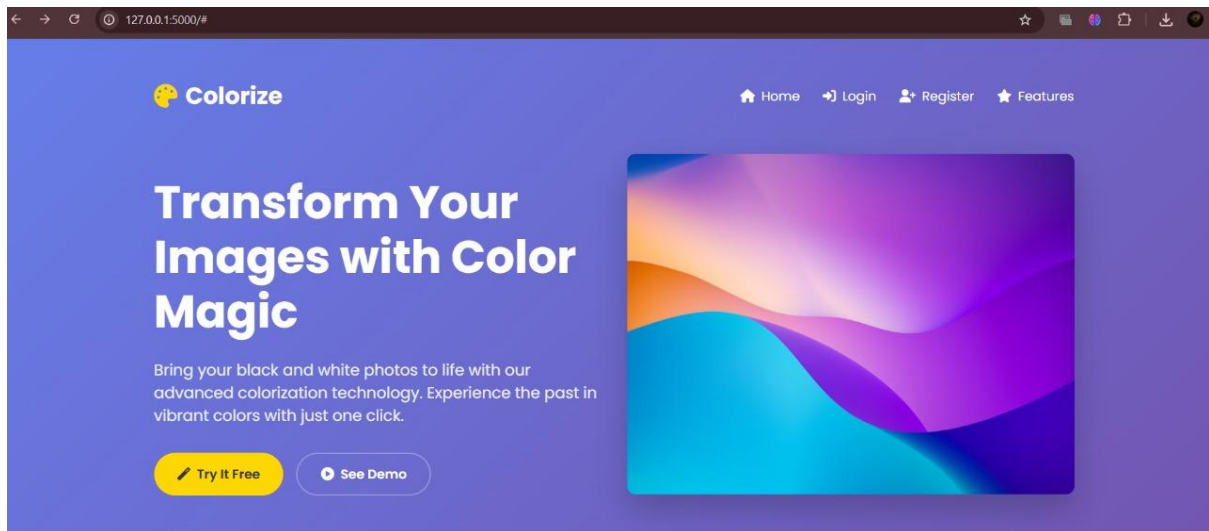 127.0.0.1:5000/#
Colorize
Home Login Register Features
Transform Your
Images with Color
Magic
Bring your black and white photos to life with our
advanced colorization technology. Experience the past in
vibrant colors with just one click.
Try It Free See Demo